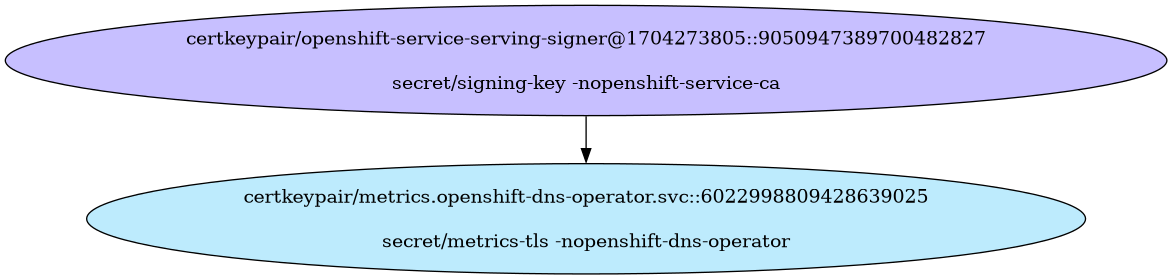 certkeypair/openshift-service-serving-signer@1704273805::9050947389700482827
secret/signing-key -nopenshift-service-ca
certkeypair/metrics.openshift-dns-operator.svc::6022998809428639025
secret/metrics-tls -nopenshift-dns-operator